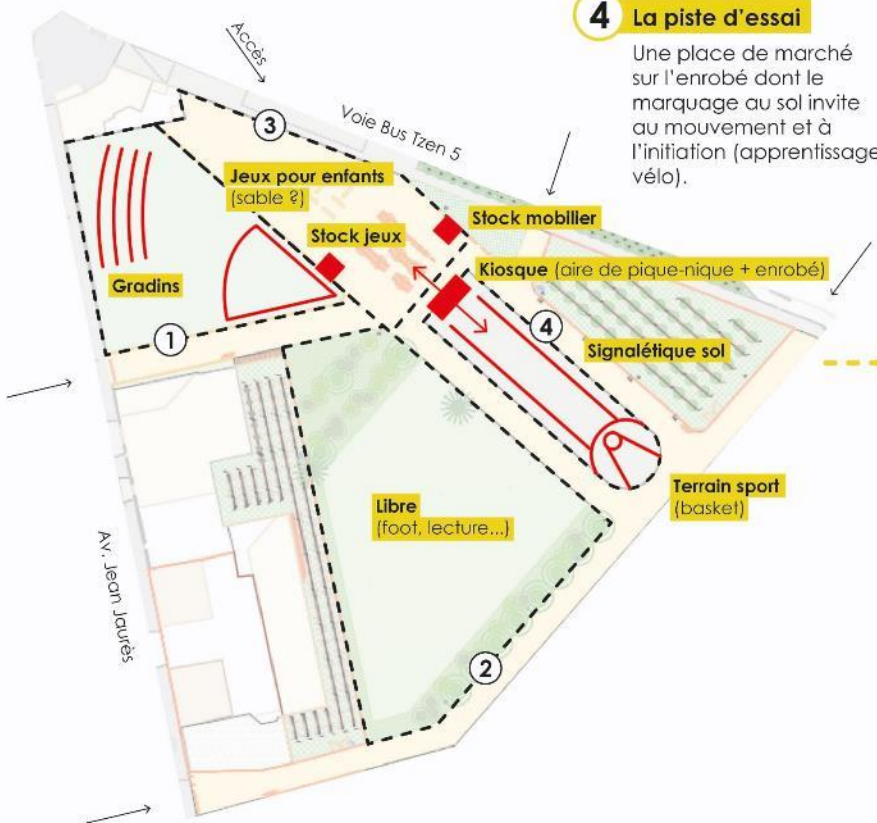 4 La piste d'essai
Une place de marché
sur l'enrobé dont le
marquage au sol invite
au mouvement et à
l'initiation (apprentissage
vélo).
Accès
Voie Bus Tzen 5
3
Jeux pour enfants
(sable ?)
Stock jeux
Stock mobilier
Kiosque (aire de pique-nique + enrobé)
Gradins
1
4
Signalétique sol
Libre
(foot, lecture...)
Terrain sport
(basket)
Av. Jean Jaurès
2